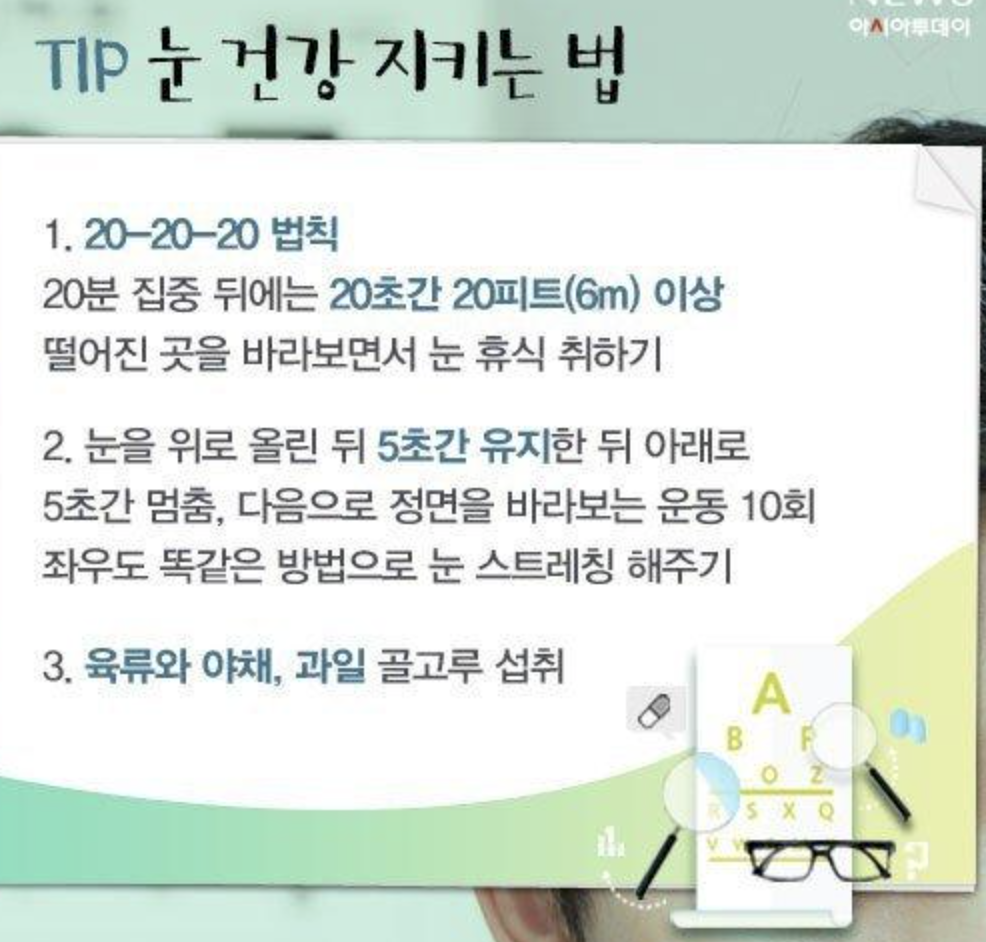 NEWS
아시아투데이
TIP 눈 건강 지키는 법
1. 20-20-20 법칙
20분 집중 뒤에는 20초간 20피트(6m) 이상
떨어진 곳을 바라보면서 눈 휴식 취하기
2. 눈을 위로 올린 뒤 5초간 유지한 뒤 아래로
5초간 멈춤, 다음으로 정면을 바라보는 운동 10회
좌우도 똑같은 방법으로 눈 스트레칭 해주기
3. 육류와 야채, 과일 골고루 섭취
A
B F
O Z
R S X Q
V W